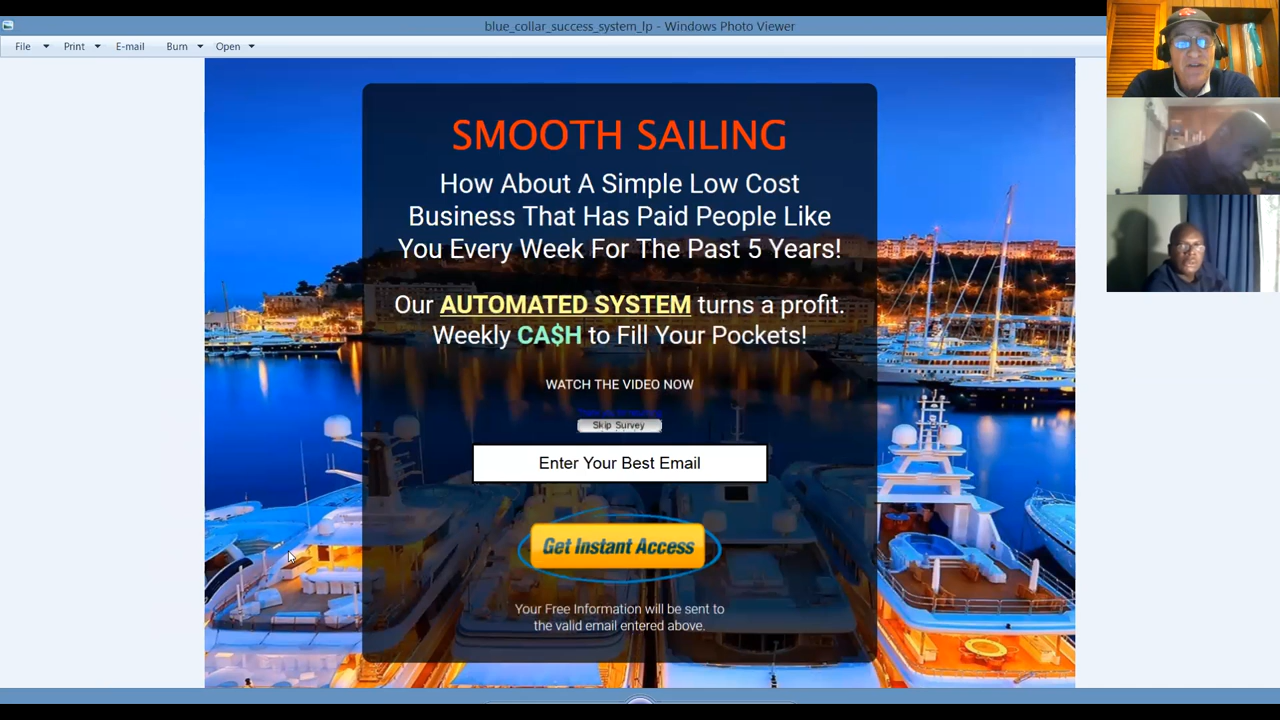 blue_collar_success_system_lp - Windows Photo Viewer
File Print E-mail Burn Open
SMOOTH SAILING
How About A Simple Low Cost
Business That Has Paid People Like
You Every Week For The Past 5 Years!
Our AUTOMATED SYSTEM turns a profit.
Weekly CA$H to Fill Your Pockets!
WATCH THE VIDEO NOW
Skip Survey
Enter Your Best Email
Get Instant Access
Your Free Information will be sent to
the valid email entered above.